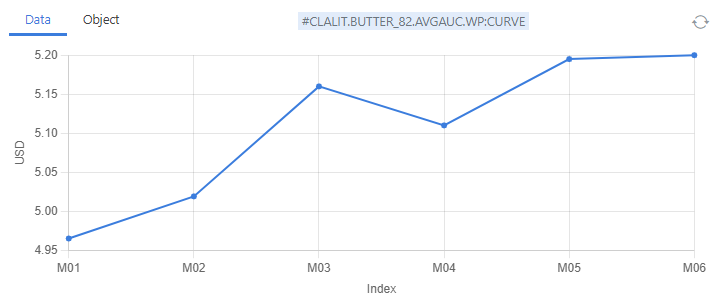 Data Object #CLALIT.BUTTER_82.AVGAUC.WP:CURVE
5.20
5.15
5.10
5.05
5.00
4.95
USD
M01 M02 M03 M04 M05 M06
Index